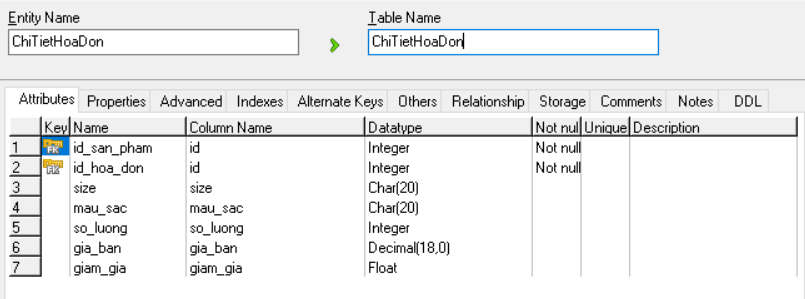 Entity Name Table Name
ChiTietHoaDon ChiTietHoaDon
Attributes Properties Advanced Indexes Alternate Keys Others Relationship Storage Comments Notes DDL
Key Name Column Name Datatype Not nul Unique Description
1 FK id_san_pham id Integer Not null
2 FK id_hoa_don id Integer Not null
3 size size Char(20)
4 mau_sac mau_sac Char(20)
5 so_luong so_luong Integer
6 gia_ban gia_ban Decimal(18,0)
7 giam_gia giam_gia Float